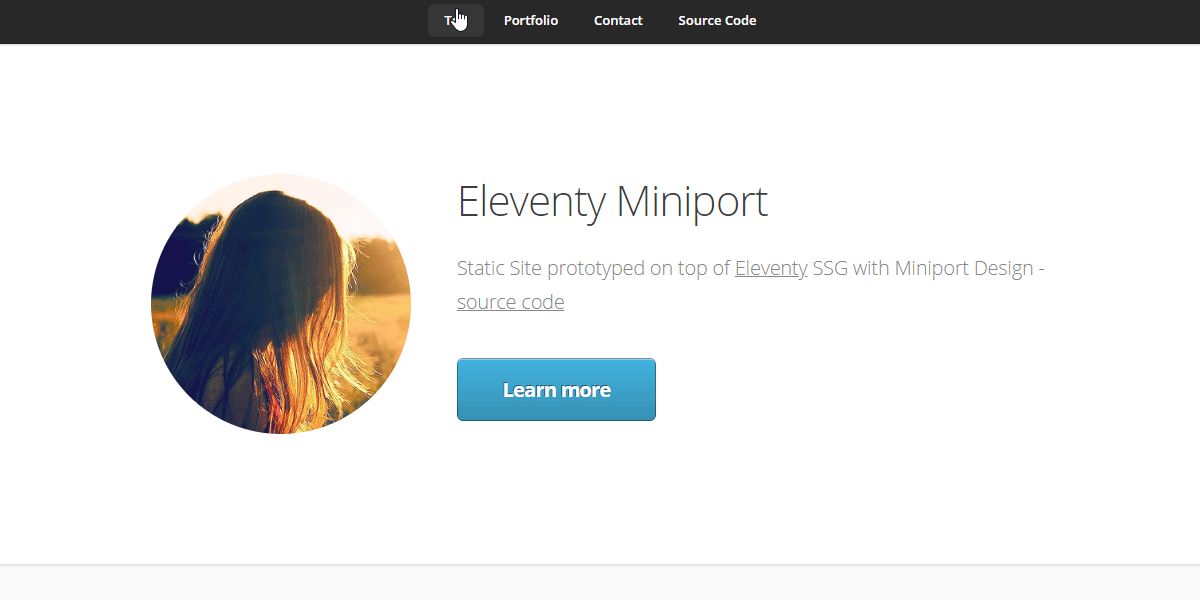 Portfolio Contact Source Code
Eleventy Miniport
Static Site prototyped on top of Eleventy SSG with Miniport Design -
source code
Learn more